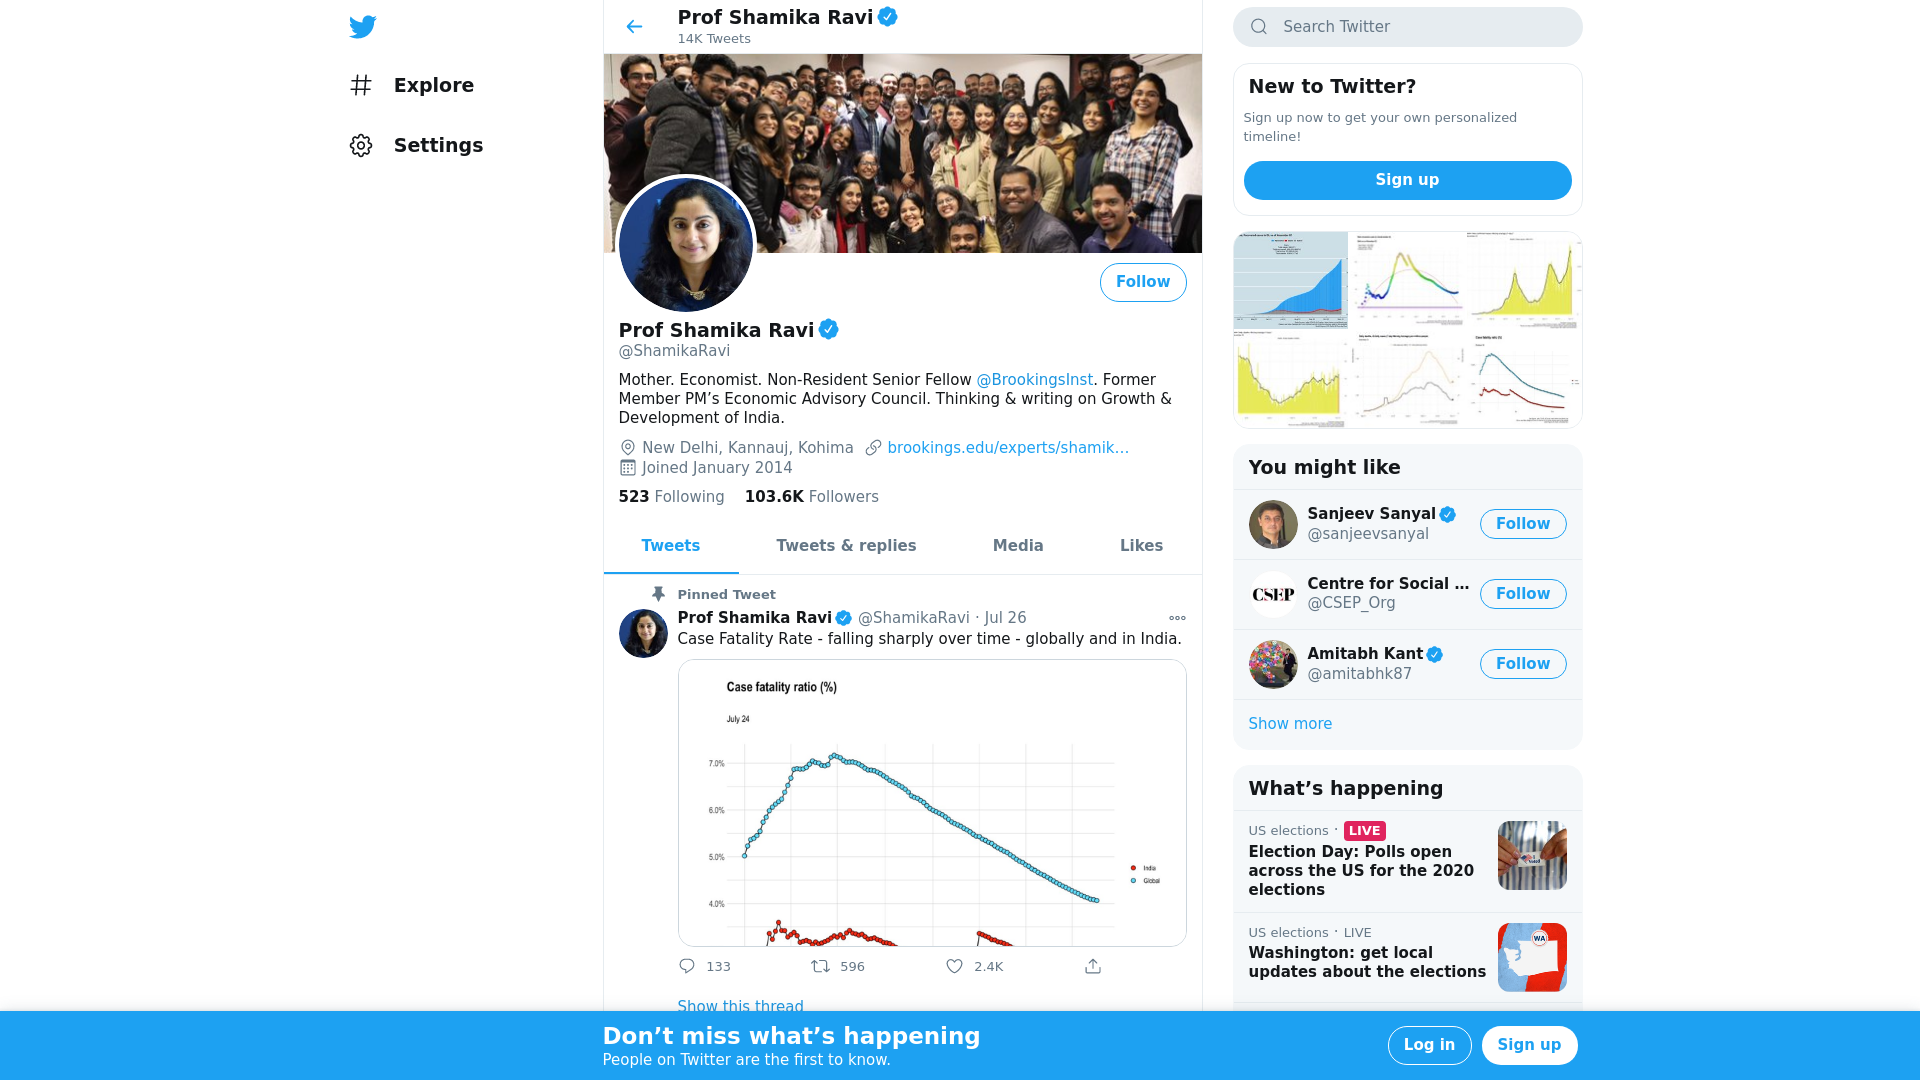 Explore
Settings
Prof Shamika Ravi
14K Tweets
Follow
Prof Shamika Ravi
@ShamikaRavi
Mother. Economist. Non-Resident Senior Fellow @BrookingsInst. Former
Member PM’s Economic Advisory Council. Thinking & writing on Growth &
Development of India.
New Delhi, Kannauj, Kohima brookings.edu/experts/shamik…
Joined January 2014
523 Following 103.6K Followers
Tweets Tweets & replies Media Likes
Pinned Tweet
Prof Shamika Ravi @ShamikaRavi · Jul 26
Case Fatality Rate - falling sharply over time - globally and in India.
Case fatality ratio (%)
July 24
7.0%
6.0%
5.0%
4.0%
India
Global
133 596 2.4K
Show this thread
Search Twitter
New to Twitter?
Sign up now to get your own personalized
timeline!
Sign up
You might like
Sanjeev Sanyal
@sanjeevsanyal
Follow
CSEP
Centre for Social …
@CSEP_Org
Follow
Amitabh Kant
@amitabhk87
Follow
Show more
What’s happening
US elections · LIVE
Election Day: Polls open
across the US for the 2020
elections
US elections · LIVE
Washington: get local
updates about the elections
WA
Don’t miss what’s happening
People on Twitter are the first to know.
Log in
Sign up